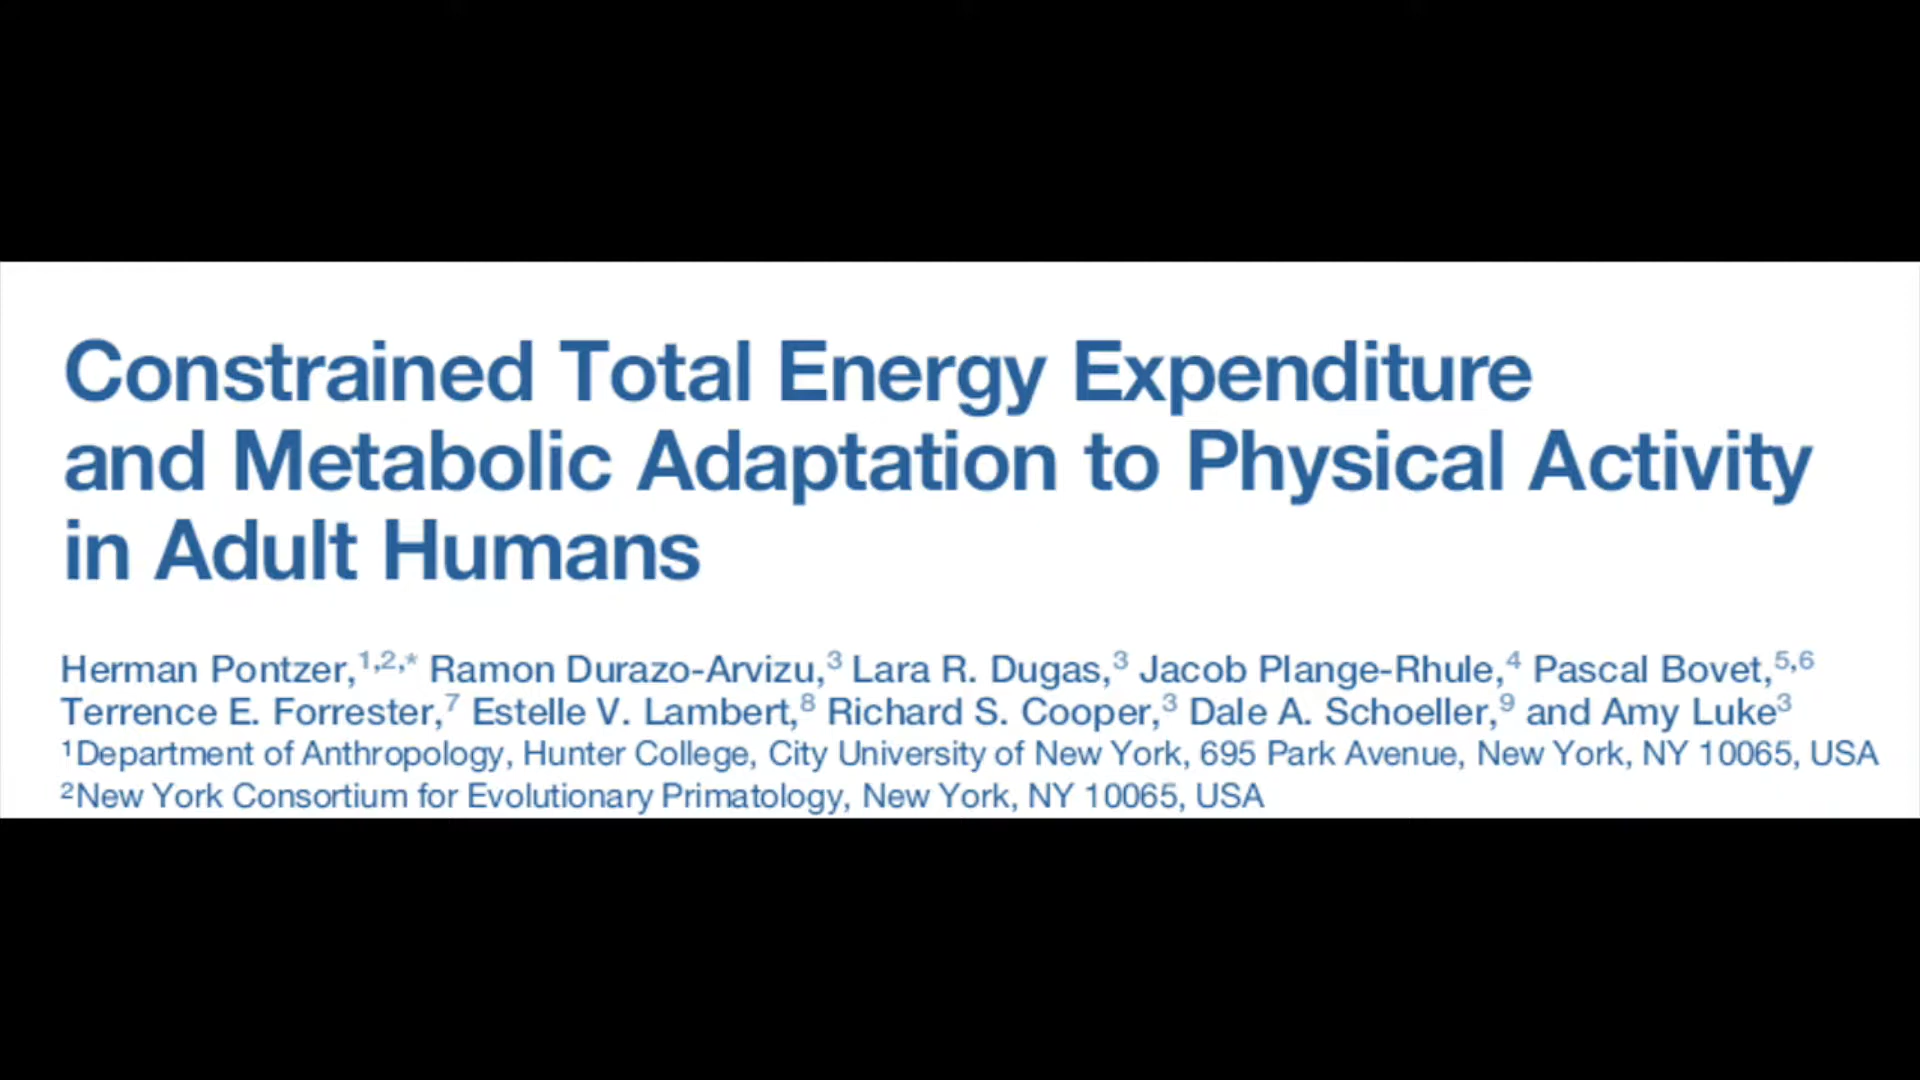 Constrained Total Energy Expenditure
and Metabolic Adaptation to Physical Activity
in Adult Humans
Herman Pontzer,1,2,* Ramon Durazo-Arvizu,3 Lara R. Dugas,3 Jacob Plange-Rhule,4 Pascal Bovet,5,6
Terrence E. Forrester,7 Estelle V. Lambert,8 Richard S. Cooper,3 Dale A. Schoeller,9 and Amy Luke3
1Department of Anthropology, Hunter College, City University of New York, 695 Park Avenue, New York, NY 10065, USA
2New York Consortium for Evolutionary Primatology, New York, NY 10065, USA